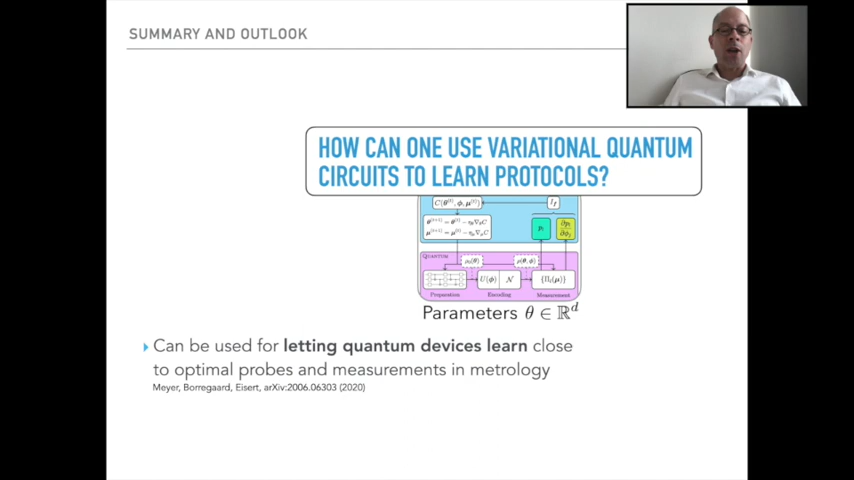 SUMMARY AND OUTLOOK
HOW CAN ONE USE VARIATIONAL QUANTUM
CIRCUITS TO LEARN PROTOCOLS?
C(θ⁽ᵗ⁾, ϕ, μ⁽ᵗ⁾)
QUANTUM
U(ϕ) 𝒩
Preparation Encoding Measurement
Parameters θ ∈ ℝᵈ
Can be used for letting quantum devices learn close
to optimal probes and measurements in metrology
Meyer, Borregaard, Eisert, arXiv:2006.06303 (2020)